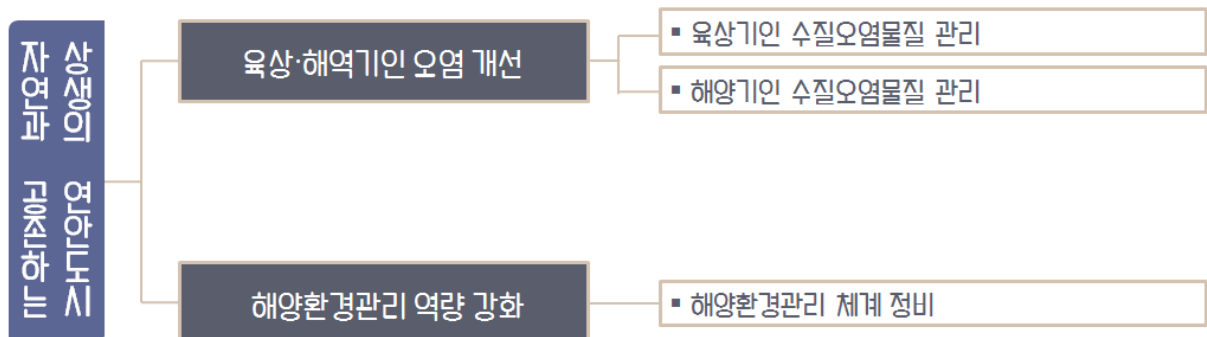 자연과 공존하는
상생의 연안도시
육상·해역기인 오염 개선
▪ 육상기인 수질오염물질 관리
▪ 해양기인 수질오염물질 관리
해양환경관리 역량 강화
▪ 해양환경관리 체계 정비